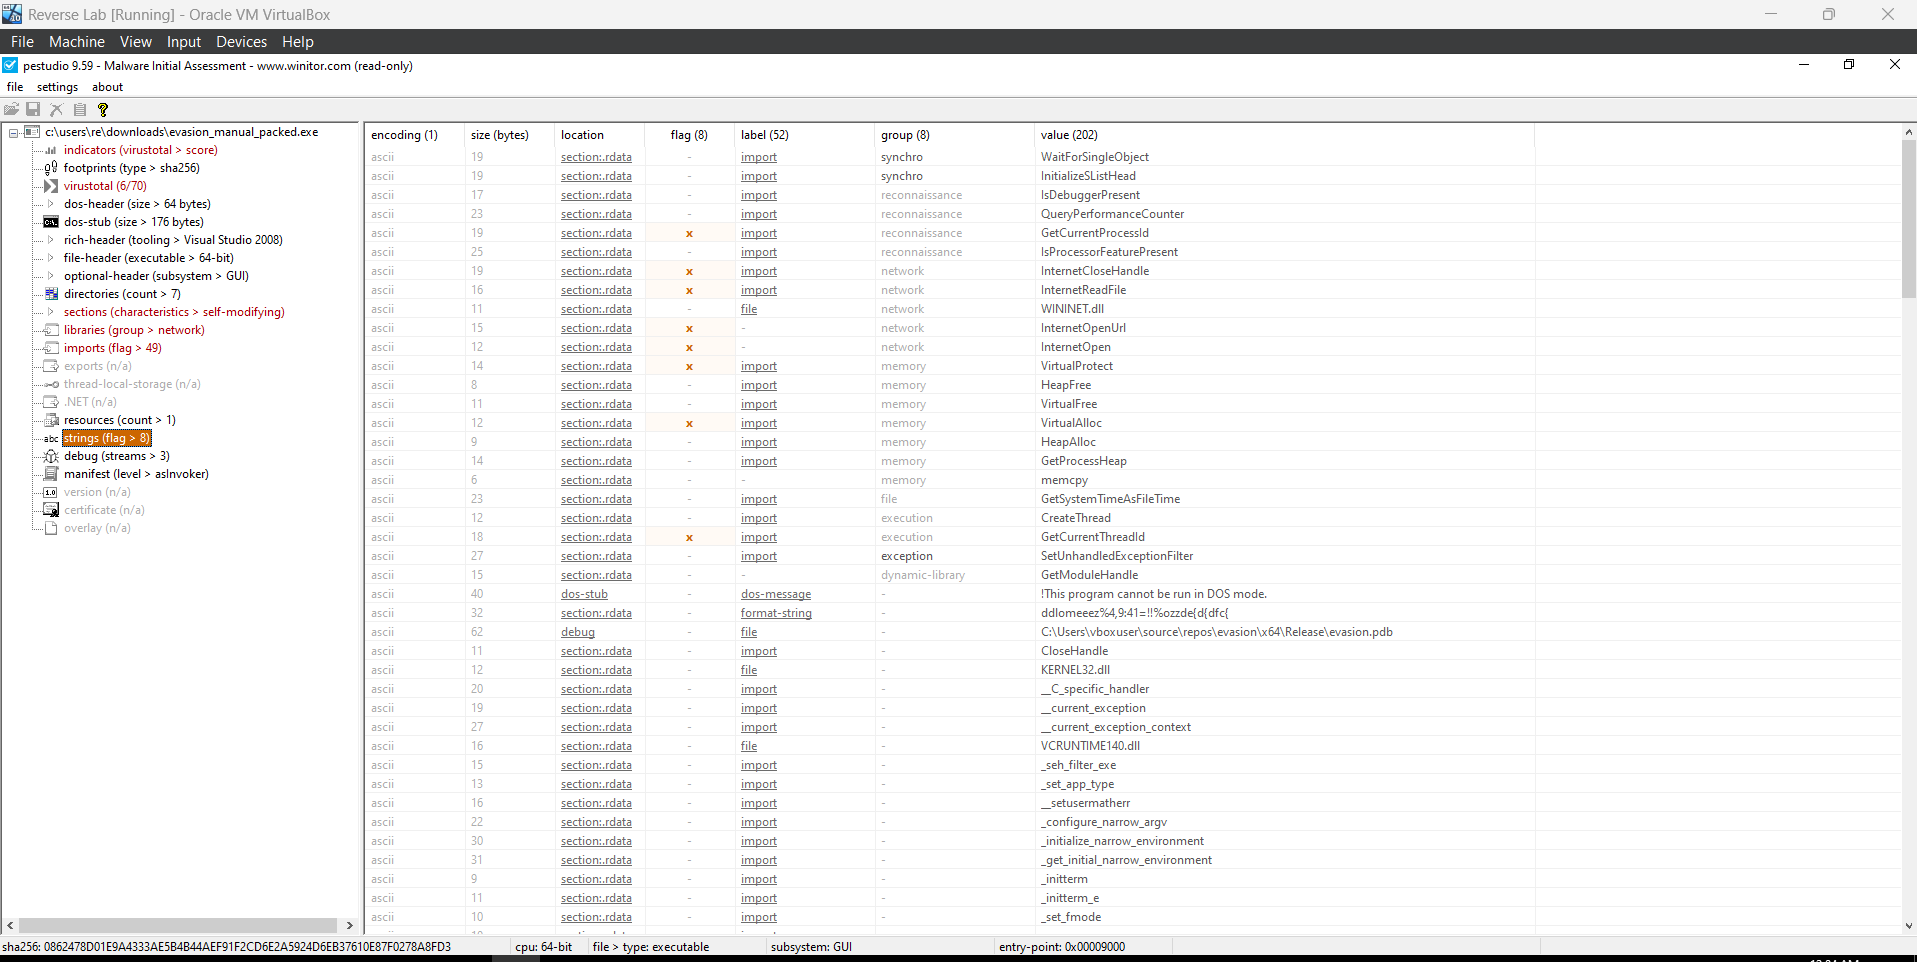 Reverse Lab [Running] - Oracle VM VirtualBox
File Machine View Input Devices Help
pestudio 9.59 - Malware Initial Assessment - www.winitor.com (read-only)
file settings about
c:\users\re\downloads\evasion_manual_packed.exe
indicators (virustotal > score)
footprints (type > sha256)
virustotal (6/70)
dos-header (size > 64 bytes)
dos-stub (size > 176 bytes)
rich-header (tooling > Visual Studio 2008)
file-header (executable > 64-bit)
optional-header (subsystem > GUI)
directories (count > 7)
sections (characteristics > self-modifying)
libraries (group > network)
imports (flag > 49)
exports (n/a)
thread-local-storage (n/a)
.NET (n/a)
resources (count > 1)
abc strings (flag > 8)
debug (streams > 3)
manifest (level > asInvoker)
1.0 version (n/a)
certificate (n/a)
overlay (n/a)
encoding (1) size (bytes) location flag (8) label (52) group (8) value (202)
ascii 19 section:.rdata - import synchro WaitForSingleObject
ascii 19 section:.rdata - import synchro InitializeSListHead
ascii 17 section:.rdata - import reconnaissance IsDebuggerPresent
ascii 23 section:.rdata - import reconnaissance QueryPerformanceCounter
ascii 19 section:.rdata x import reconnaissance GetCurrentProcessId
ascii 25 section:.rdata - import reconnaissance IsProcessorFeaturePresent
ascii 19 section:.rdata x import network InternetCloseHandle
ascii 16 section:.rdata x import network InternetReadFile
ascii 11 section:.rdata - file network WININET.dll
ascii 15 section:.rdata x - network InternetOpenUrl
ascii 12 section:.rdata x - network InternetOpen
ascii 14 section:.rdata x import memory VirtualProtect
ascii 8 section:.rdata - import memory HeapFree
ascii 11 section:.rdata - import memory VirtualFree
ascii 12 section:.rdata x import memory VirtualAlloc
ascii 9 section:.rdata - import memory HeapAlloc
ascii 14 section:.rdata - import memory GetProcessHeap
ascii 6 section:.rdata - - memory memcpy
ascii 23 section:.rdata - import file GetSystemTimeAsFileTime
ascii 12 section:.rdata - import execution CreateThread
ascii 18 section:.rdata x import execution GetCurrentThreadId
ascii 27 section:.rdata - import exception SetUnhandledExceptionFilter
ascii 15 section:.rdata - - dynamic-library GetModuleHandle
ascii 40 dos-stub - dos-message - !This program cannot be run in DOS mode.
ascii 32 section:.rdata - format-string - ddlomeeez%4,9:41=!!%ozzde{d{dfc{
ascii 62 debug - file - C:\Users\vboxuser\source\repos\evasion\x64\Release\evasion.pdb
ascii 11 section:.rdata - import - CloseHandle
ascii 12 section:.rdata - file - KERNEL32.dll
ascii 20 section:.rdata - import - __C_specific_handler
ascii 19 section:.rdata - import - __current_exception
ascii 27 section:.rdata - import - __current_exception_context
ascii 16 section:.rdata - file - VCRUNTIME140.dll
ascii 15 section:.rdata - import - _seh_filter_exe
ascii 13 section:.rdata - import - _set_app_type
ascii 16 section:.rdata - import - __setusermatherr
ascii 22 section:.rdata - import - _configure_narrow_argv
ascii 30 section:.rdata - import - _initialize_narrow_environment
ascii 31 section:.rdata - import - _get_initial_narrow_environment
ascii 9 section:.rdata - import - _initterm
ascii 11 section:.rdata - import - _initterm_e
ascii 10 section:.rdata - import - _set_fmode
sha256: 0862478D01E9A4333AE5B4B44AEF91F2CD6E2A5924D6EB37610E87F0278A8FD3 cpu: 64-bit file > type: executable subsystem: GUI entry-point: 0x00009000